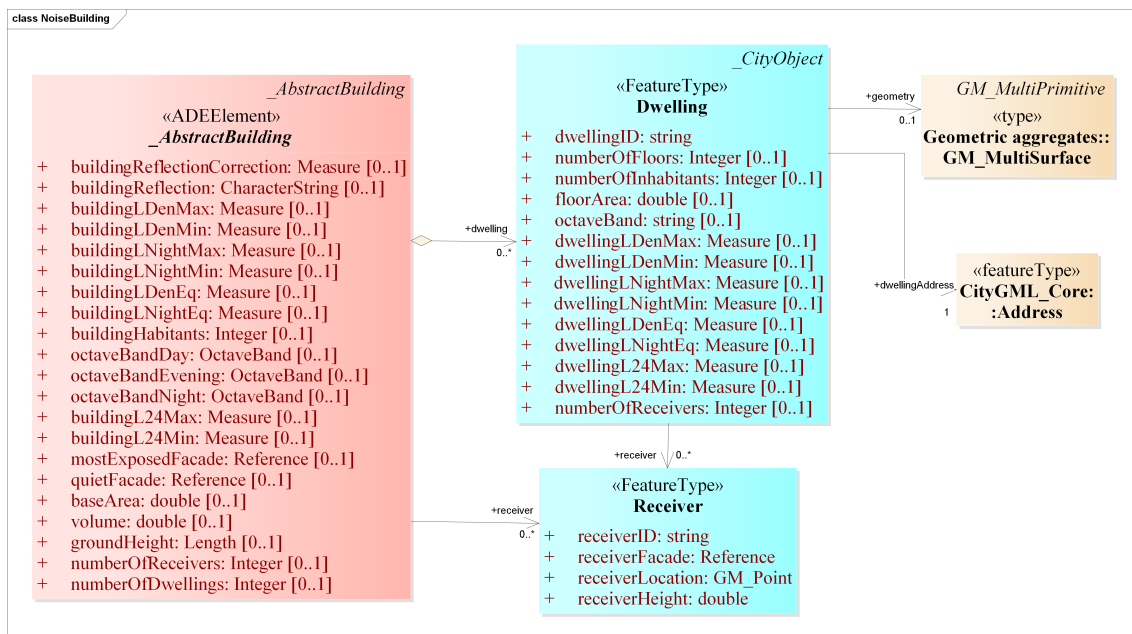 class NoiseBuilding
_AbstractBuilding
«ADEElement»
_AbstractBuilding
+ buildingReflectionCorrection: Measure [0..1]
+ buildingReflection: CharacterString [0..1]
+ buildingLDenMax: Measure [0..1]
+ buildingLDenMin: Measure [0..1]
+ buildingLNightMax: Measure [0..1]
+ buildingLNightMin: Measure [0..1]
+ buildingLDenEq: Measure [0..1]
+ buildingLNightEq: Measure [0..1]
+ buildingHabitants: Integer [0..1]
+ octaveBandDay: OctaveBand [0..1]
+ octaveBandEvening: OctaveBand [0..1]
+ octaveBandNight: OctaveBand [0..1]
+ buildingL24Max: Measure [0..1]
+ buildingL24Min: Measure [0..1]
+ mostExposedFacade: Reference [0..1]
+ quietFacade: Reference [0..1]
+ baseArea: double [0..1]
+ volume: double [0..1]
+ groundHeight: Length [0..1]
+ numberOfReceivers: Integer [0..1]
+ numberOfDwellings: Integer [0..1]
+dwelling
0..*
_CityObject
«FeatureType»
Dwelling
+ dwellingID: string
+ numberOfFloors: Integer [0..1]
+ numberOfInhabitants: Integer [0..1]
+ floorArea: double [0..1]
+ octaveBand: string [0..1]
+ dwellingLDenMax: Measure [0..1]
+ dwellingLDenMin: Measure [0..1]
+ dwellingLNightMax: Measure [0..1]
+ dwellingLNightMin: Measure [0..1]
+ dwellingLDenEq: Measure [0..1]
+ dwellingLNightEq: Measure [0..1]
+ dwellingL24Max: Measure [0..1]
+ dwellingL24Min: Measure [0..1]
+ numberOfReceivers: Integer [0..1]
+geometry
0..1
GM_MultiPrimitive
«type»
Geometric aggregates::
GM_MultiSurface
+dwellingAddress
1
«featureType»
CityGML_Core:
:Address
+receiver 0..*
+receiver
0..*
«FeatureType»
Receiver
+ receiverID: string
+ receiverFacade: Reference
+ receiverLocation: GM_Point
+ receiverHeight: double